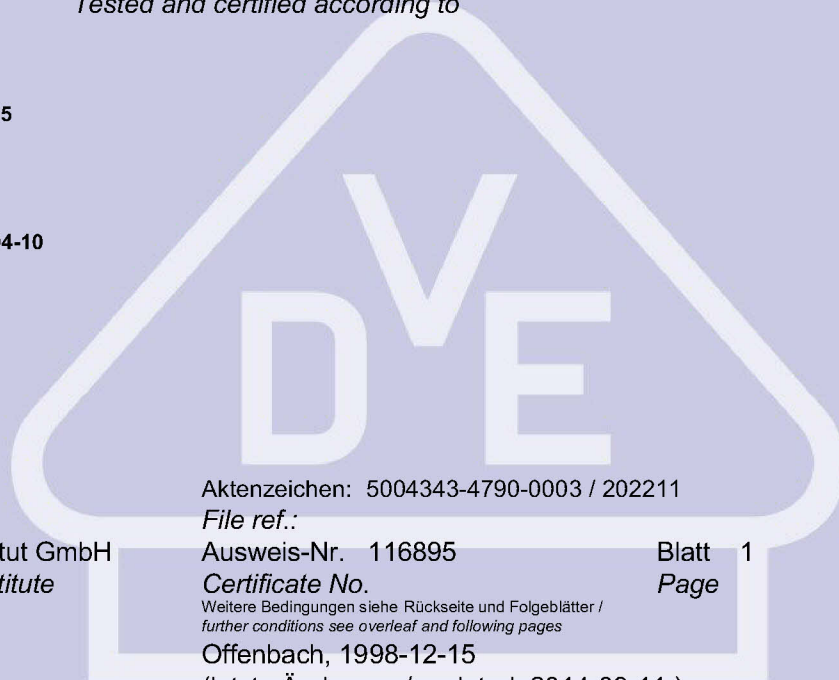 Tested and certified according to
5
4-10
DVE
Aktenzeichen: 5004343-4790-0003 / 202211
File ref.:
tut GmbH Ausweis-Nr. 116895 Blatt 1
titute Certificate No. Page
Weitere Bedingungen siehe Rückseite und Folgeblätter /
further conditions see overleaf and following pages
Offenbach, 1998-12-15